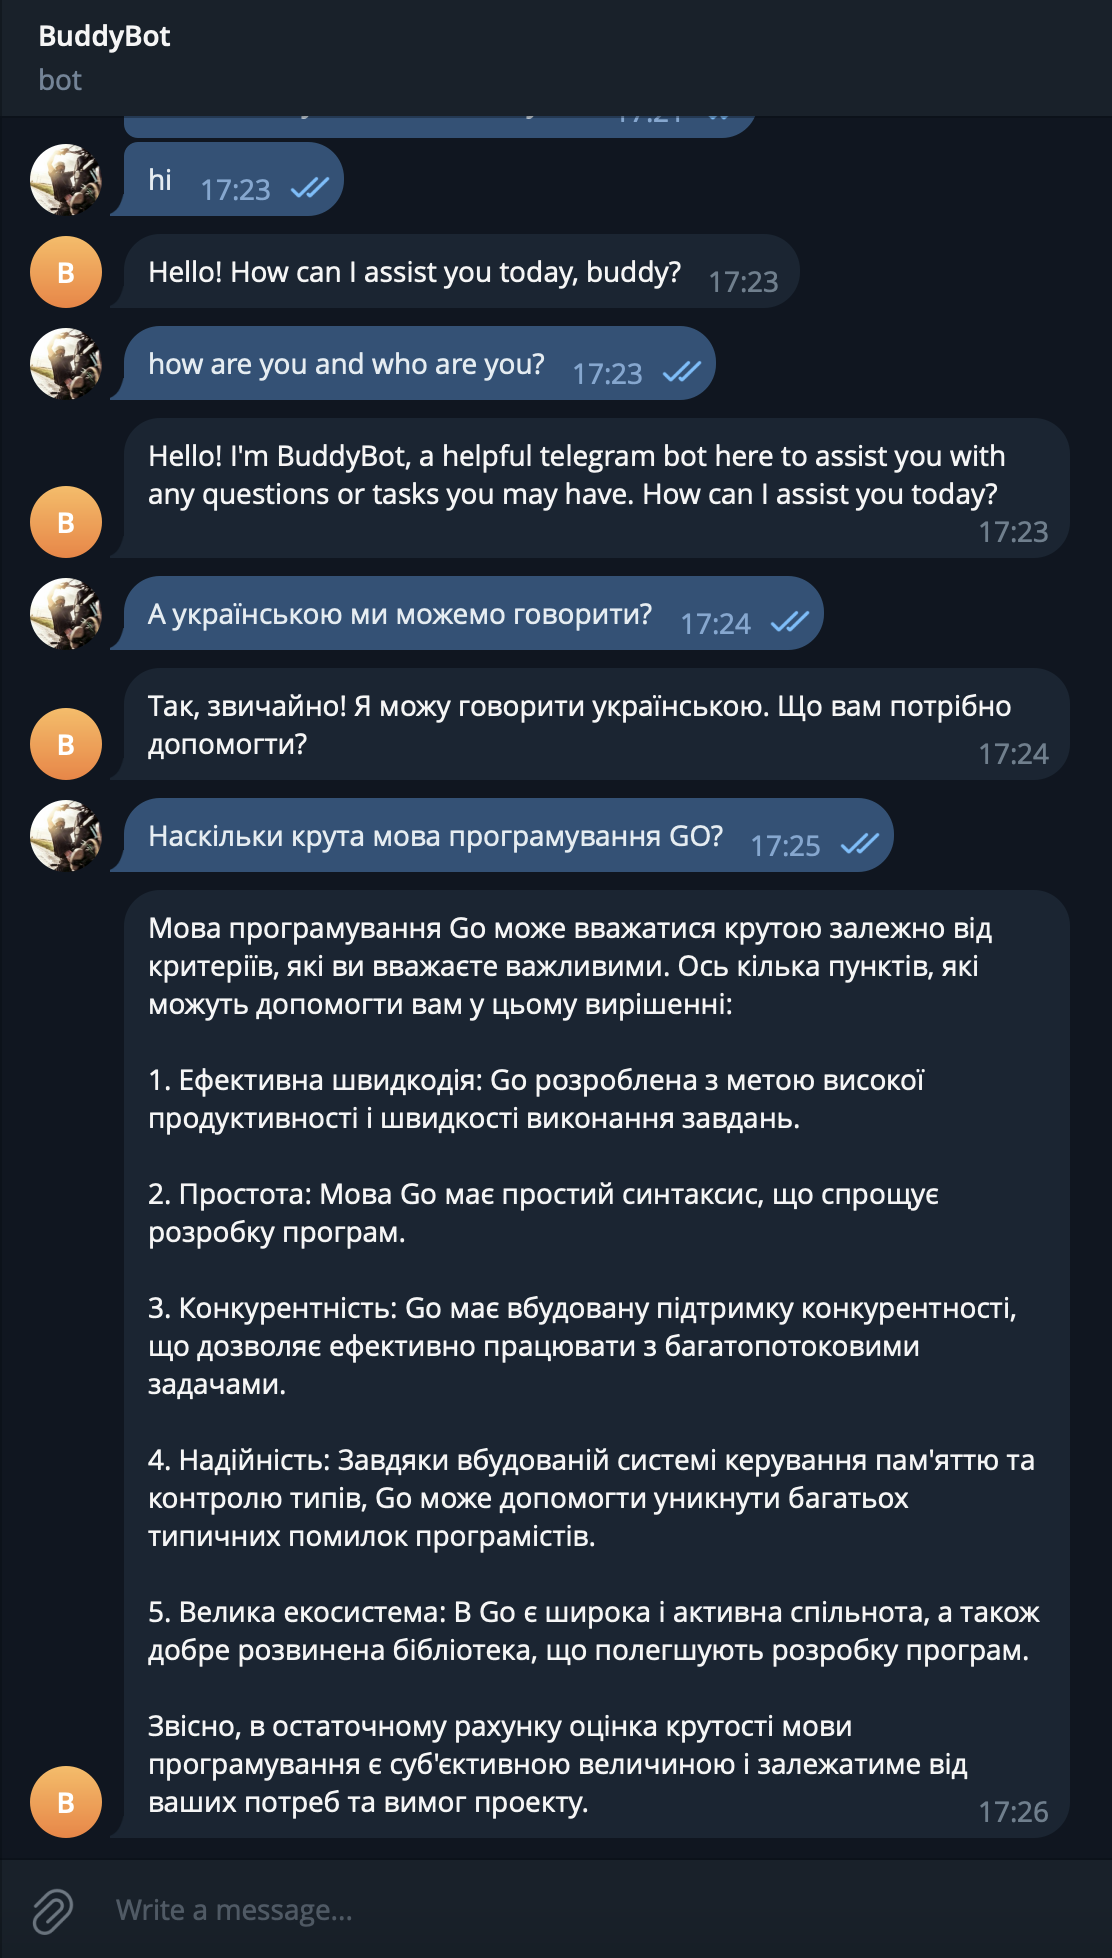 BuddyBot
bot
hi 17:23
B
Hello! How can I assist you today, buddy? 17:23
how are you and who are you? 17:23
Hello! I'm BuddyBot, a helpful telegram bot here to assist you with
any questions or tasks you may have. How can I assist you today?
B
17:23
А українською ми можемо говорити? 17:24
Так, звичайно! Я можу говорити українською. Що вам потрібно
допомогти?
B
17:24
Наскільки крута мова програмування GO? 17:25
Мова програмування Go може вважатися крутою залежно від
критеріїв, які ви вважаєте важливими. Ось кілька пунктів, які
можуть допомогти вам у цьому вирішенні:
1. Ефективна швидкодія: Go розроблена з метою високої
продуктивності і швидкості виконання завдань.
2. Простота: Мова Go має простий синтаксис, що спрощує
розробку програм.
3. Конкурентність: Go має вбудовану підтримку конкурентності,
що дозволяє ефективно працювати з багатопотоковими
задачами.
4. Надійність: Завдяки вбудованій системі керування пам'яттю та
контролю типів, Go може допомогти уникнути багатьох
типичних помилок програмістів.
5. Велика екосистема: В Go є широка і активна спільнота, а також
добре розвинена бібліотека, що полегшують розробку програм.
Звісно, в остаточному рахунку оцінка крутості мови
програмування є суб'єктивною величиною і залежатиме від
ваших потреб та вимог проекту.
B
17:26
Write a message...